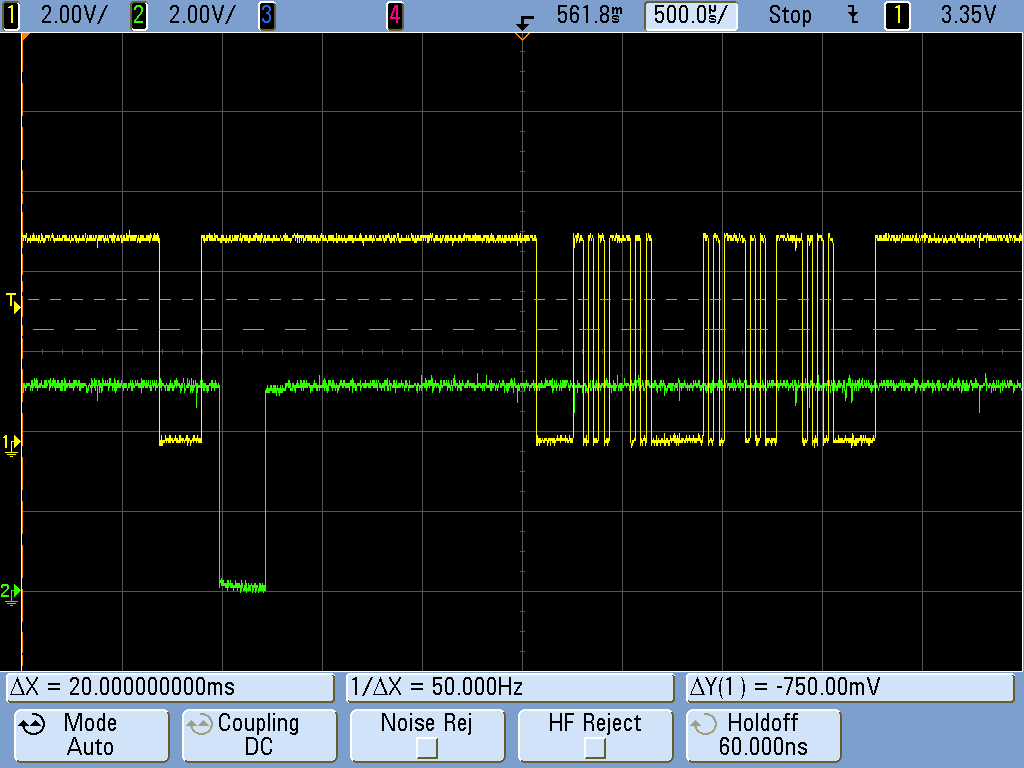 1 2.00V/ 2 2.00V/ 3 4 561.8ms 500.0µs/ Stop 1 3.35V
T
1
2
ΔX = 20.000000000ms 1/ΔX = 50.000Hz ΔY(1) = -750.00mV
Mode Coupling Noise Rej HF Reject Holdoff
Auto DC 60.000ns